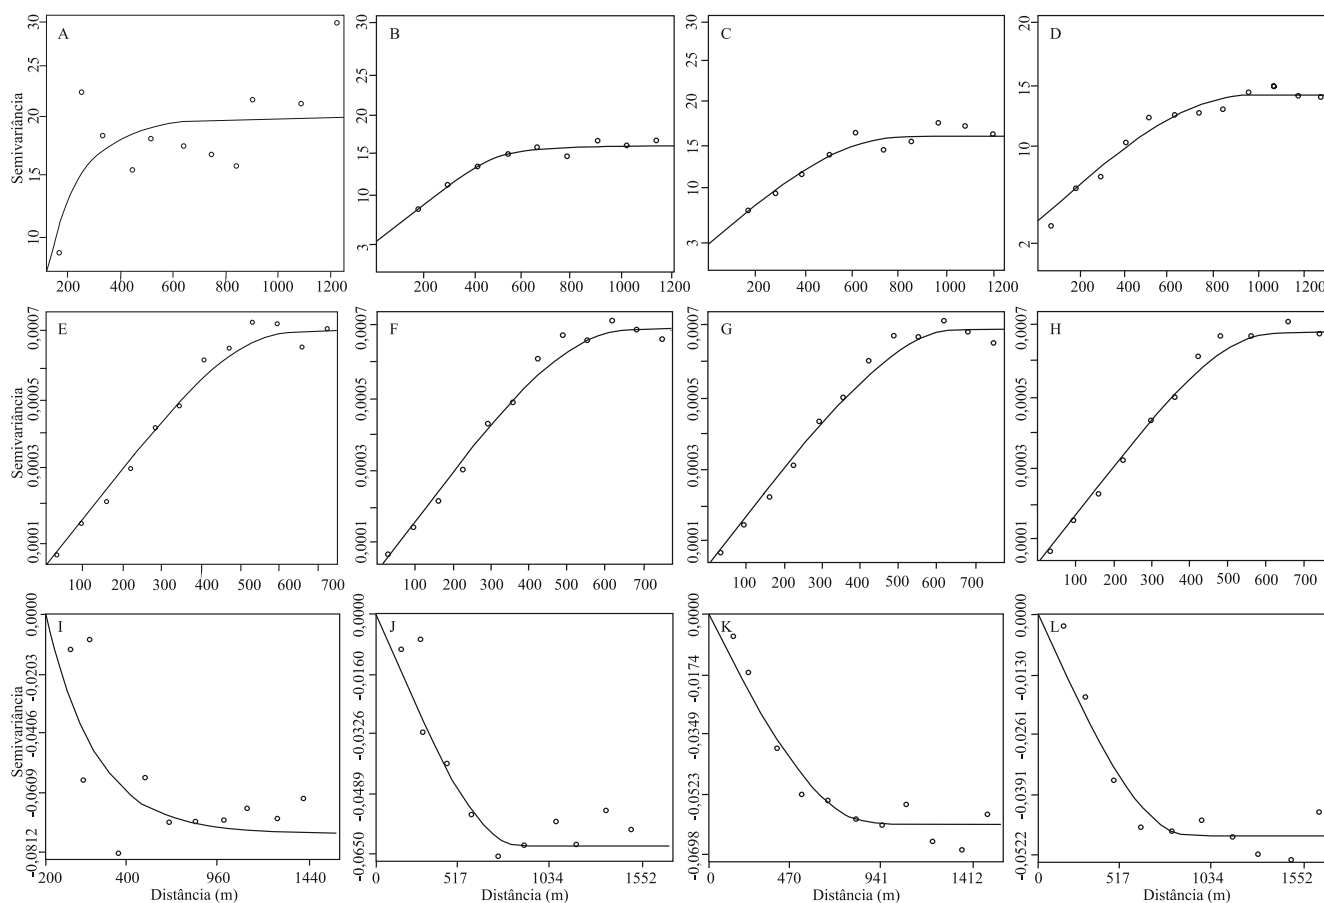 A
B
C
D
Semivariância
30
25
20
15
10
30
25
20
15
10
3
30
25
20
15
10
3
20
15
10
2
200 400 600 800 1000 1200
200 400 600 800 1000 1200
200 400 600 800 1000 1200
200 400 600 800 1000 1200
E
F
G
H
Semivariância
0,0007
0,0005
0,0003
0,0001
0,0007
0,0005
0,0003
0,0001
0,0007
0,0005
0,0003
0,0001
0,0007
0,0005
0,0003
0,0001
100 200 300 400 500 600 700
100 200 300 400 500 600 700
100 200 300 400 500 600 700
100 200 300 400 500 600 700
I
J
K
L
Semivariância
0,0000
-0,0203
-0,0406
-0,0609
-0,0812
0,0000
-0,0160
-0,0326
-0,0489
-0,0650
0,0000
-0,0174
-0,0349
-0,0523
-0,0698
0,0000
-0,0130
-0,0261
-0,0391
-0,0522
200 400 960 1440
0 517 1034 1552
0 470 941 1412
0 517 1034 1552
Distância (m)
Distância (m)
Distância (m)
Distância (m)